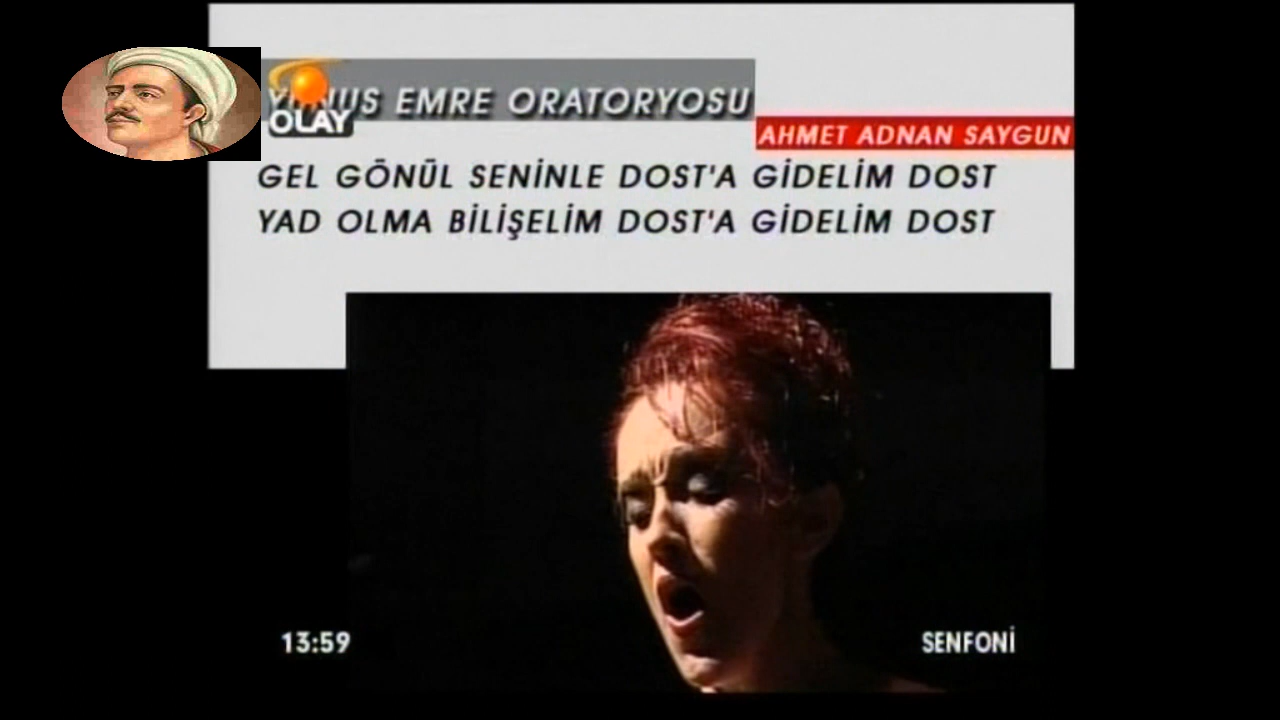 EMRE ORATORYOSU
OLAY
AHMET ADNAN SAYGUN
GEL GÖNÜL SENİNLE DOST'A GİDELİM DOST
YAD OLMA BİLİŞELİM DOST'A GİDELİM DOST
13:59
SENFONİ